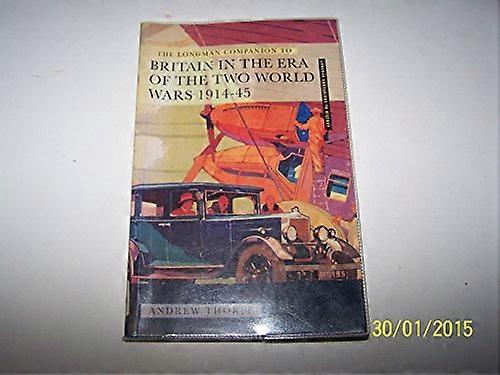 THE LONGMAN COMPANION TO
BRITAIN IN THE ERA
OF THE TWO WORLD
WARS 1914-45
ANDREW THORPE
30/01/2015